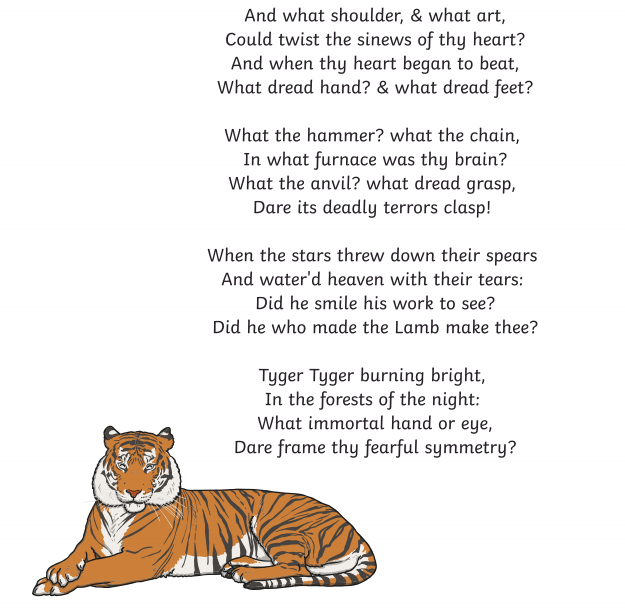 And what shoulder, & what art,
Could twist the sinews of thy heart?
And when thy heart began to beat,
What dread hand? & what dread feet?

What the hammer? what the chain,
In what furnace was thy brain?
What the anvil? what dread grasp,
Dare its deadly terrors clasp!

When the stars threw down their spears
And water'd heaven with their tears:
Did he smile his work to see?
Did he who made the Lamb make thee?

Tyger Tyger burning bright,
In the forests of the night:
What immortal hand or eye,
Dare frame thy fearful symmetry?